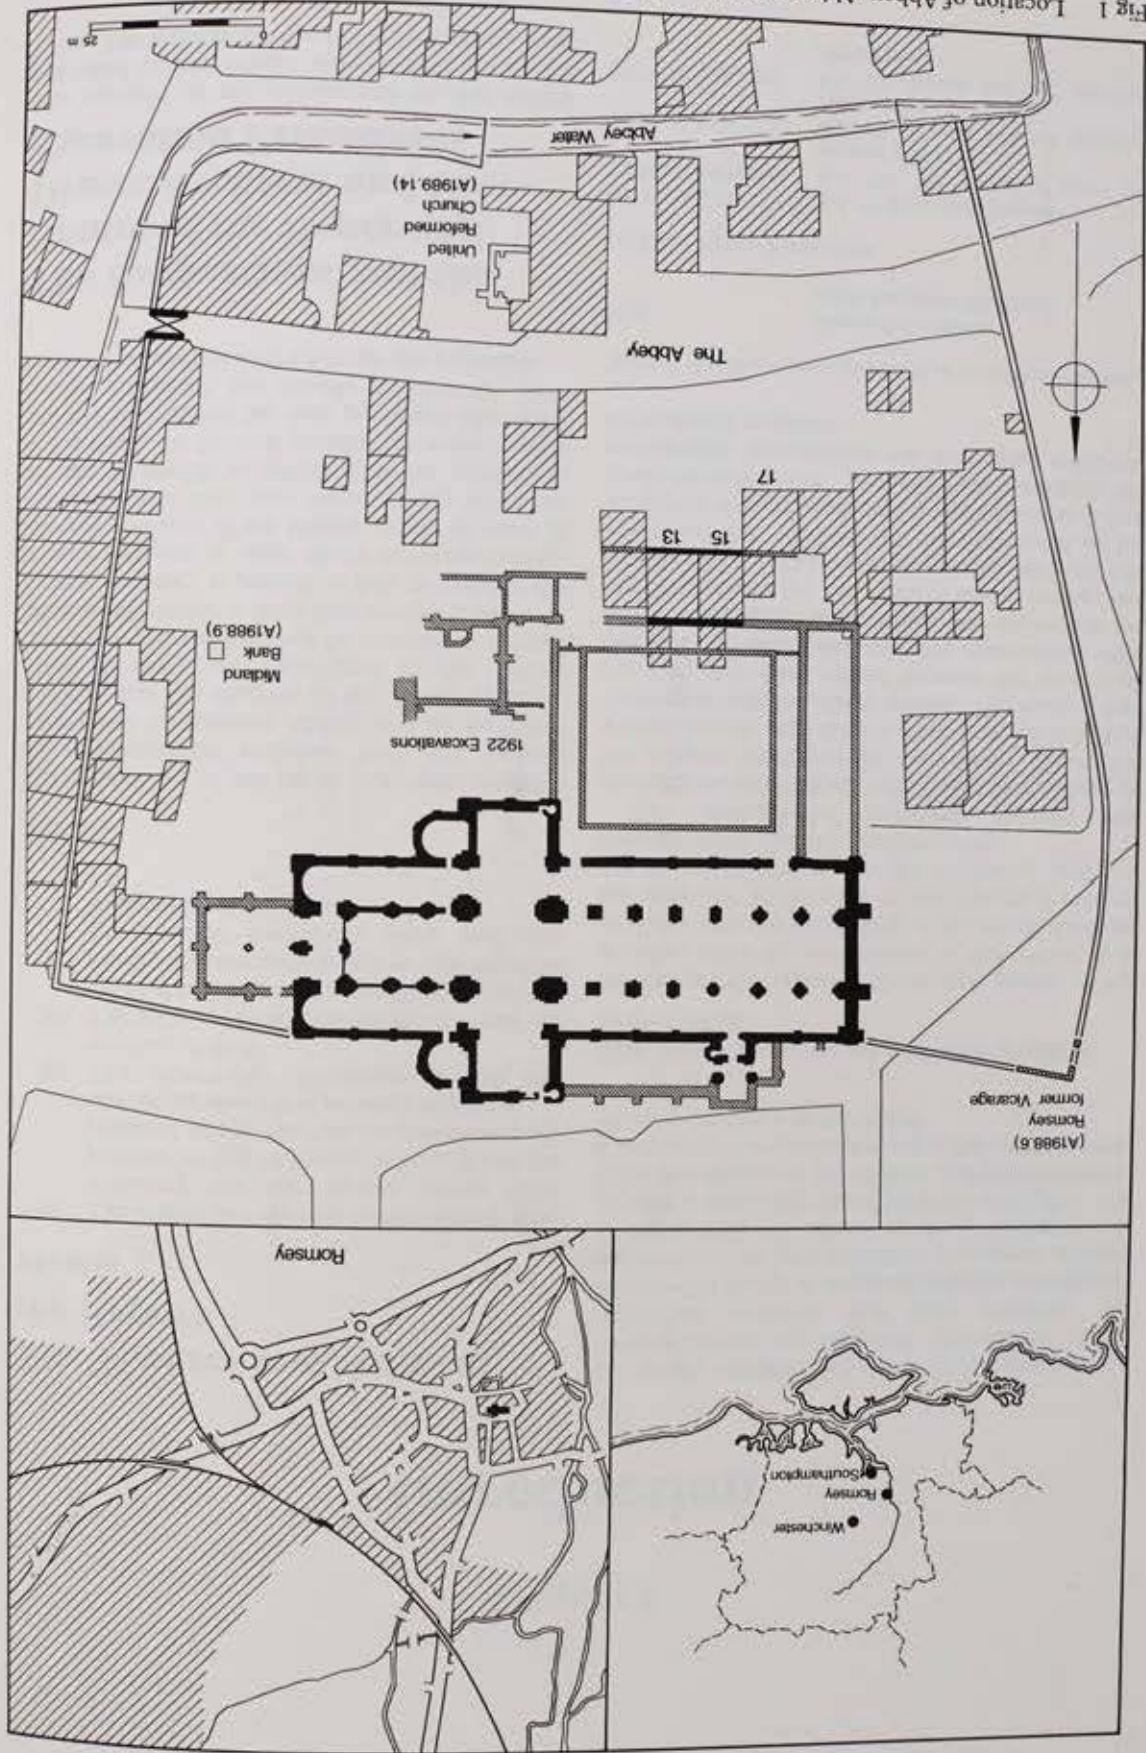 Winchester
Romsey
Southampton
Romsey
(A1988.6)
Romsey
former Vicarage
1922 Excavations
Midland
Bank
(A1988.9)
15 13
17
The Abbey
United
Reformed
Church
(A1989.14)
Abbey Water
25 m
Fig 1 Location of Abbey